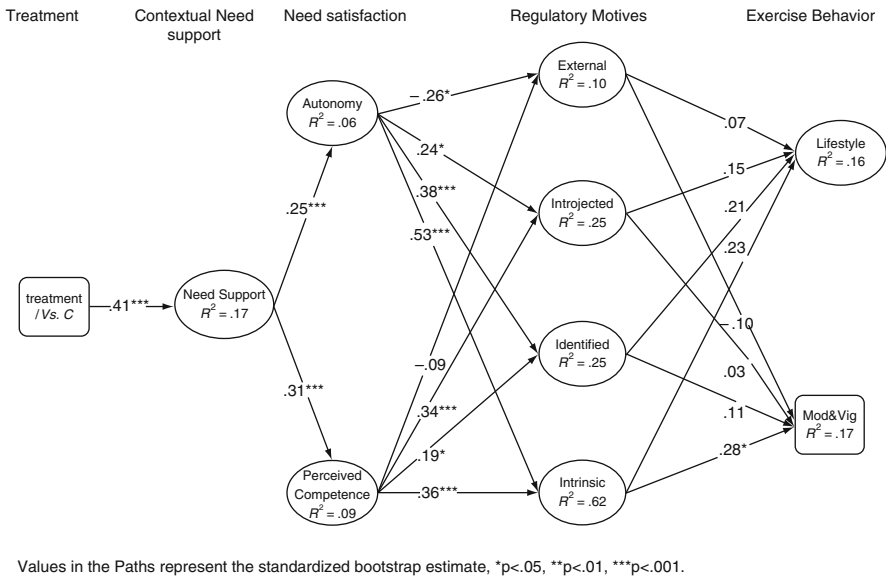 Treatment
Contextual Need
support
Need satisfaction
Regulatory Motives
Exercise Behavior
treatment
/Vs. C
.41***
Need Support
R² = .17
.25***
.31***
Autonomy
R² = .06
Perceived
Competence
R² = .09
−.26*
.24*
.38***
.53***
−.09
.34***
.19*
.36***
External
R² = .10
Introjected
R² = .25
Identified
R² = .25
Intrinsic
R² = .62
.07
.15
.21
.23
−.10
.03
.11
.28*
Lifestyle
R² = .16
Mod&Vig
R² = .17
Values in the Paths represent the standardized bootstrap estimate, *p<.05, **p<.01, ***p<.001.